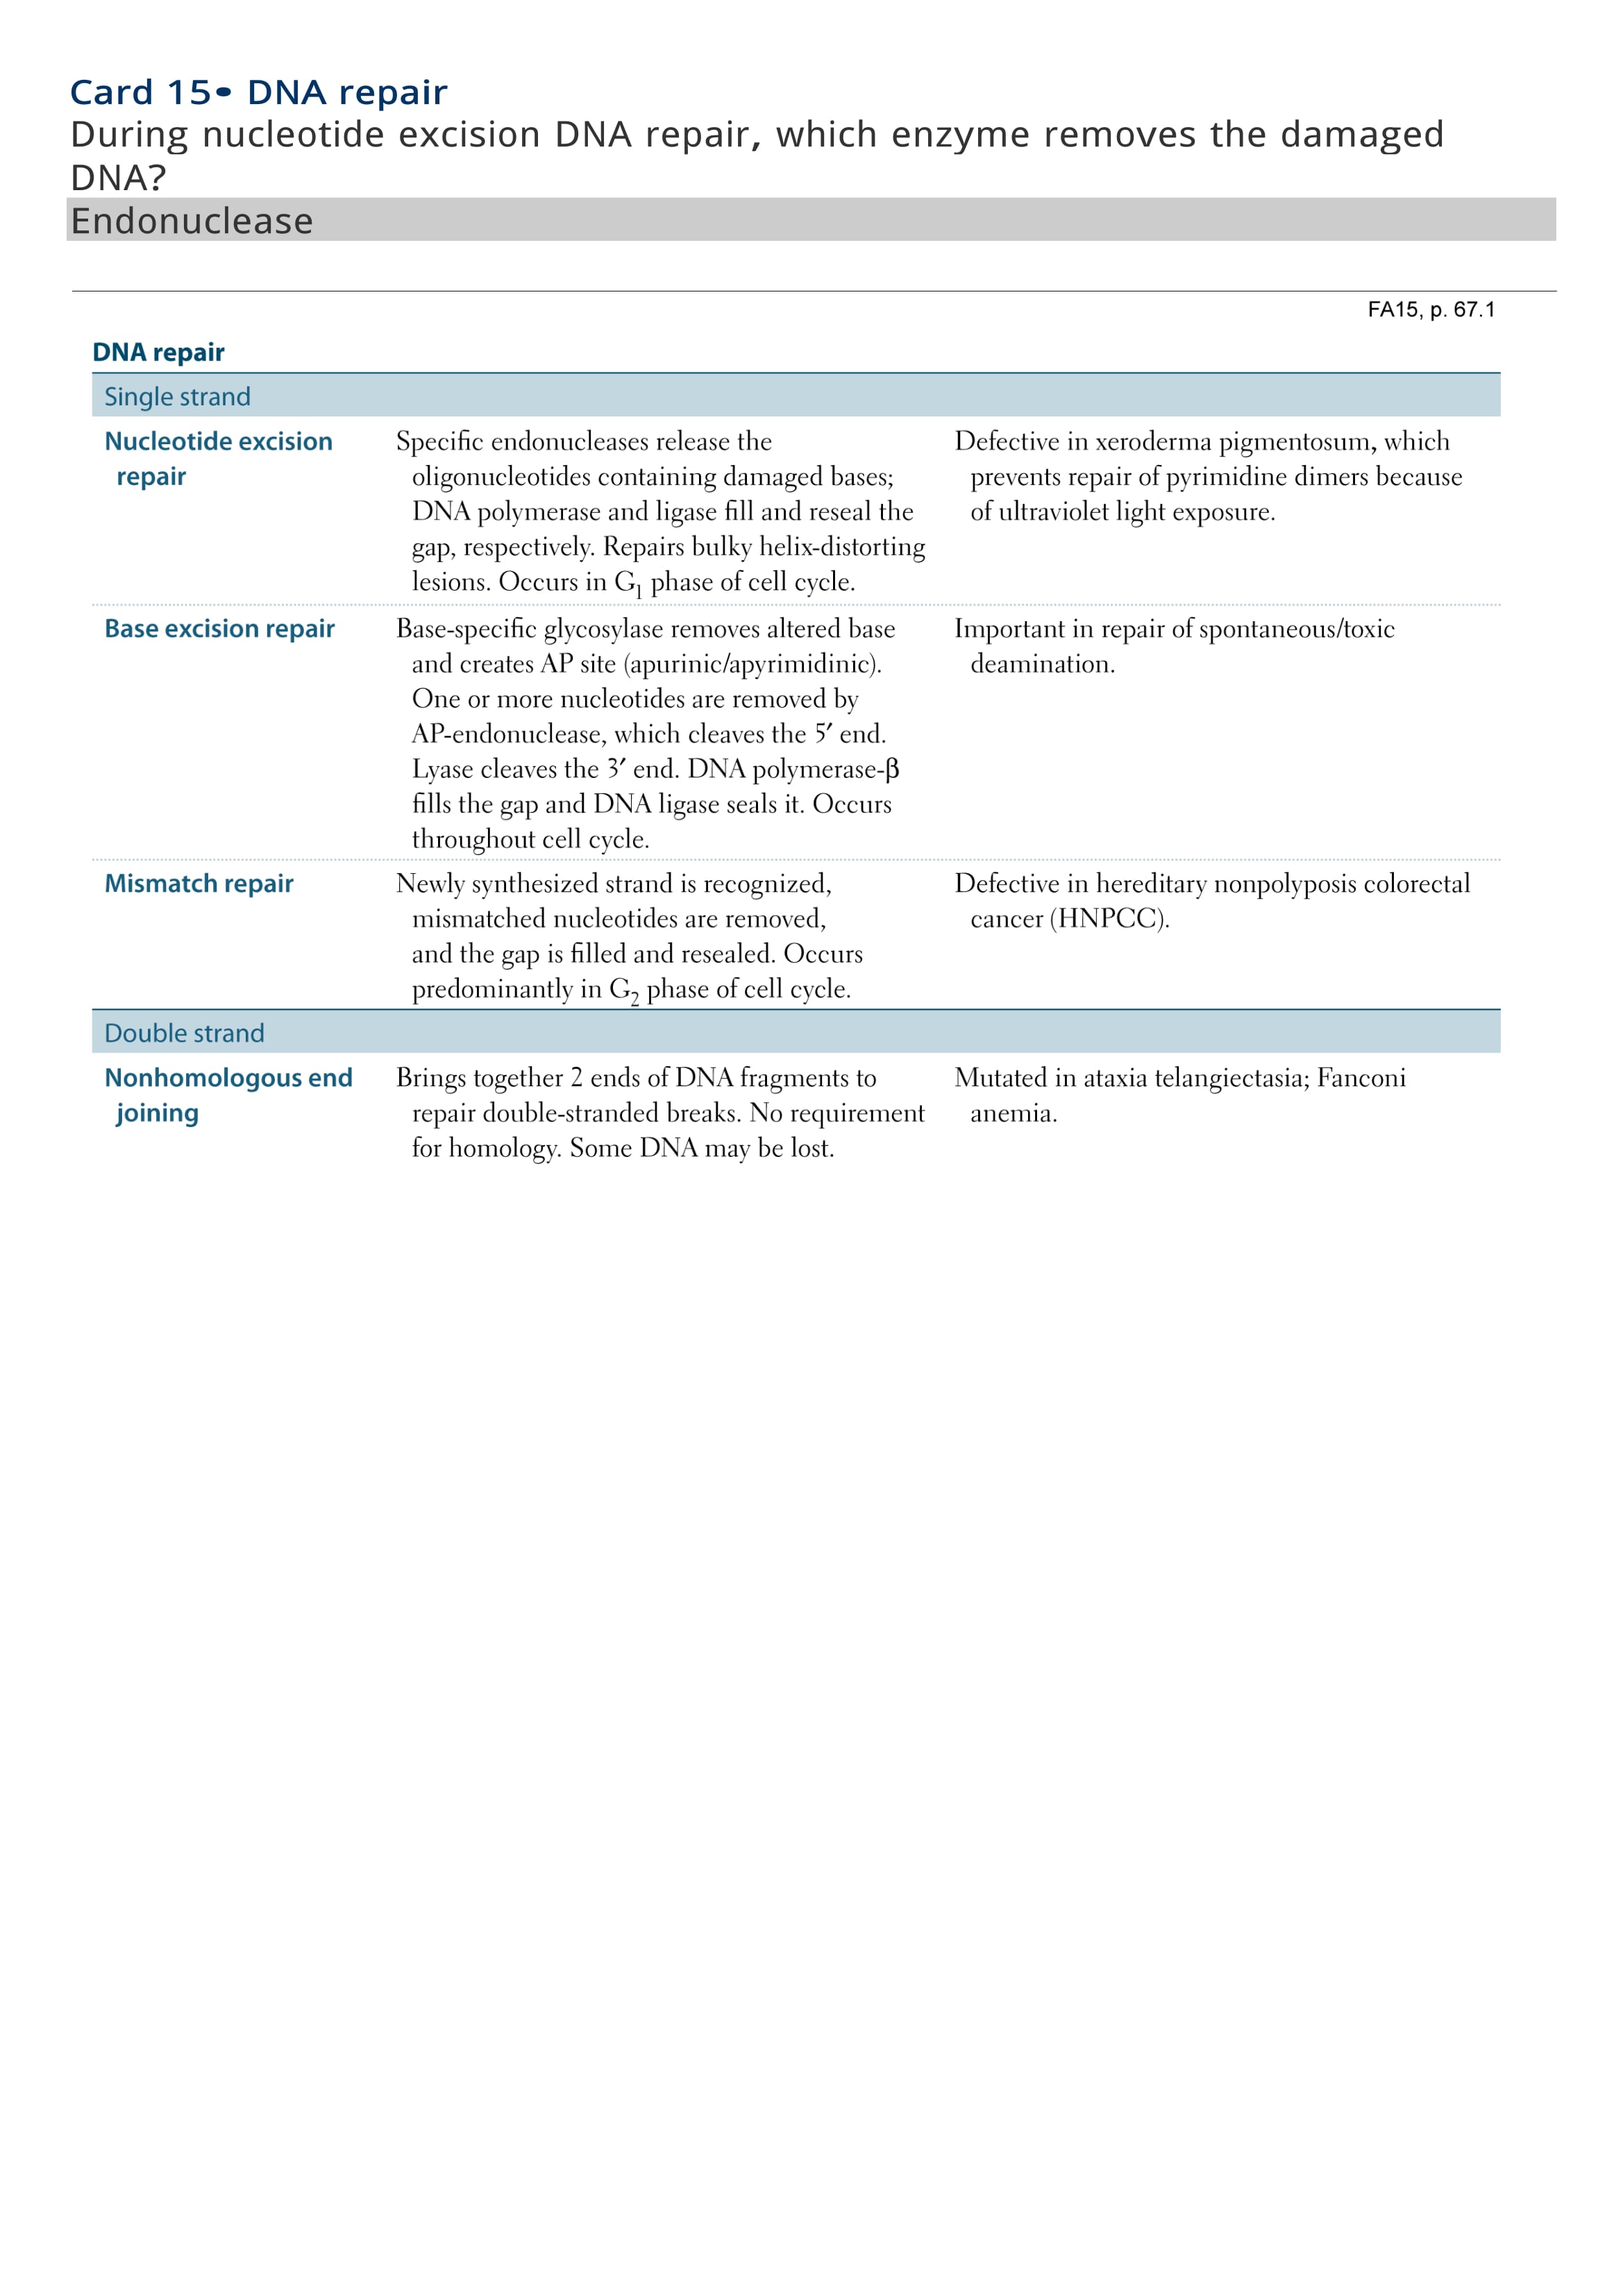 Card 15• DNA repair
During nucleotide excision DNA repair, which enzyme removes the damaged
DNA?
Endonuclease
FA15, p. 67.1
DNA repair
Single strand
Nucleotide excision
repair
Specific endonucleases release the
oligonucleotides containing damaged bases;
DNA polymerase and ligase fill and reseal the
gap, respectively. Repairs bulky helix-distorting
lesions. Occurs in G₁ phase of cell cycle.
Defective in xeroderma pigmentosum, which
prevents repair of pyrimidine dimers because
of ultraviolet light exposure.
Base excision repair
Base-specific glycosylase removes altered base
and creates AP site (apurinic/apyrimidinic).
One or more nucleotides are removed by
AP-endonuclease, which cleaves the 5′ end.
Lyase cleaves the 3′ end. DNA polymerase-β
fills the gap and DNA ligase seals it. Occurs
throughout cell cycle.
Important in repair of spontaneous/toxic
deamination.
Mismatch repair
Newly synthesized strand is recognized,
mismatched nucleotides are removed,
and the gap is filled and resealed. Occurs
predominantly in G₂ phase of cell cycle.
Defective in hereditary nonpolyposis colorectal
cancer (HNPCC).
Double strand
Nonhomologous end
joining
Brings together 2 ends of DNA fragments to
repair double-stranded breaks. No requirement
for homology. Some DNA may be lost.
Mutated in ataxia telangiectasia; Fanconi
anemia.